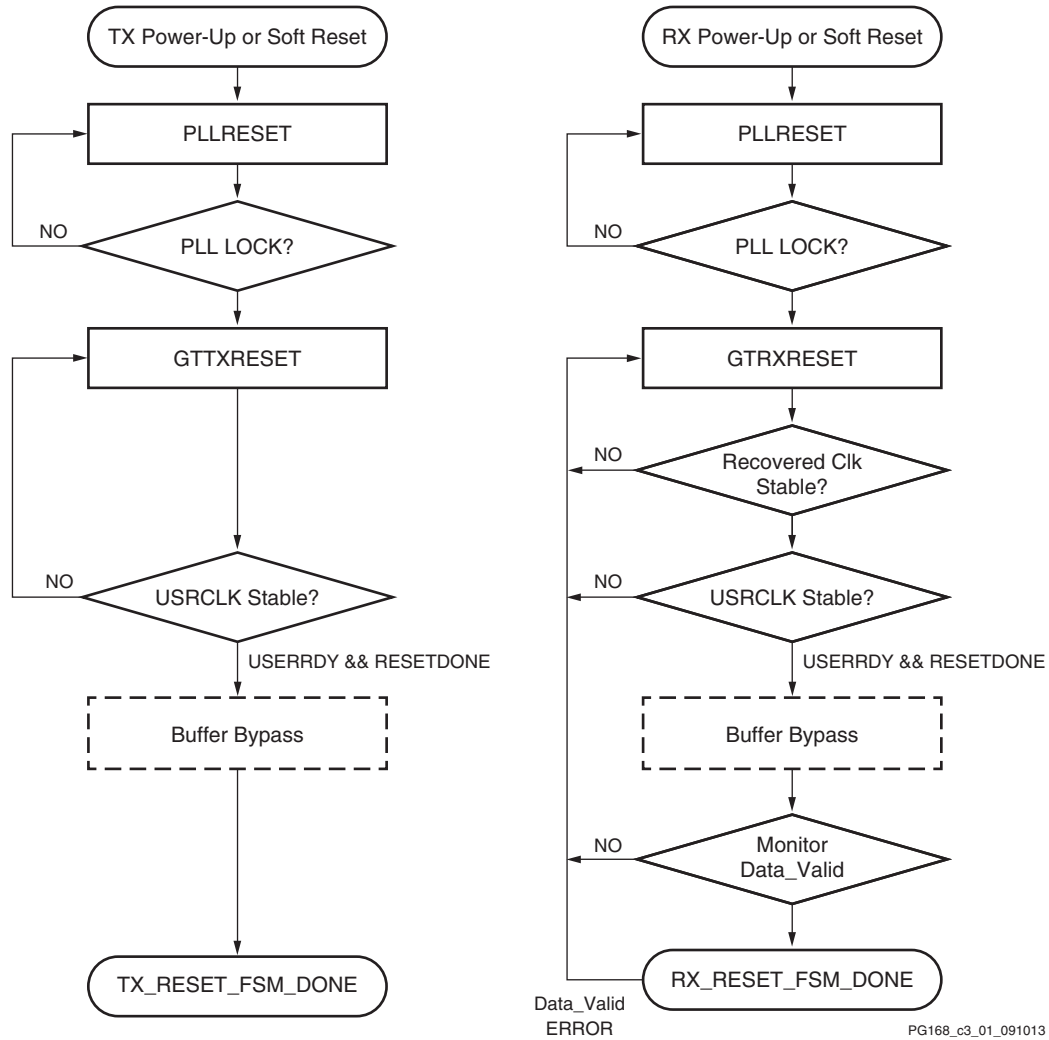 TX Power-Up or Soft Reset
PLLRESET
NO
PLL LOCK?
GTTXRESET
NO
USRCLK Stable?
USERRDY && RESETDONE
Buffer Bypass
TX_RESET_FSM_DONE
RX Power-Up or Soft Reset
PLLRESET
NO
PLL LOCK?
GTRXRESET
NO
Recovered Clk
Stable?
NO
USRCLK Stable?
USERRDY && RESETDONE
Buffer Bypass
NO
Monitor
Data_Valid
RX_RESET_FSM_DONE
Data_Valid
ERROR
PG168_c3_01_091013